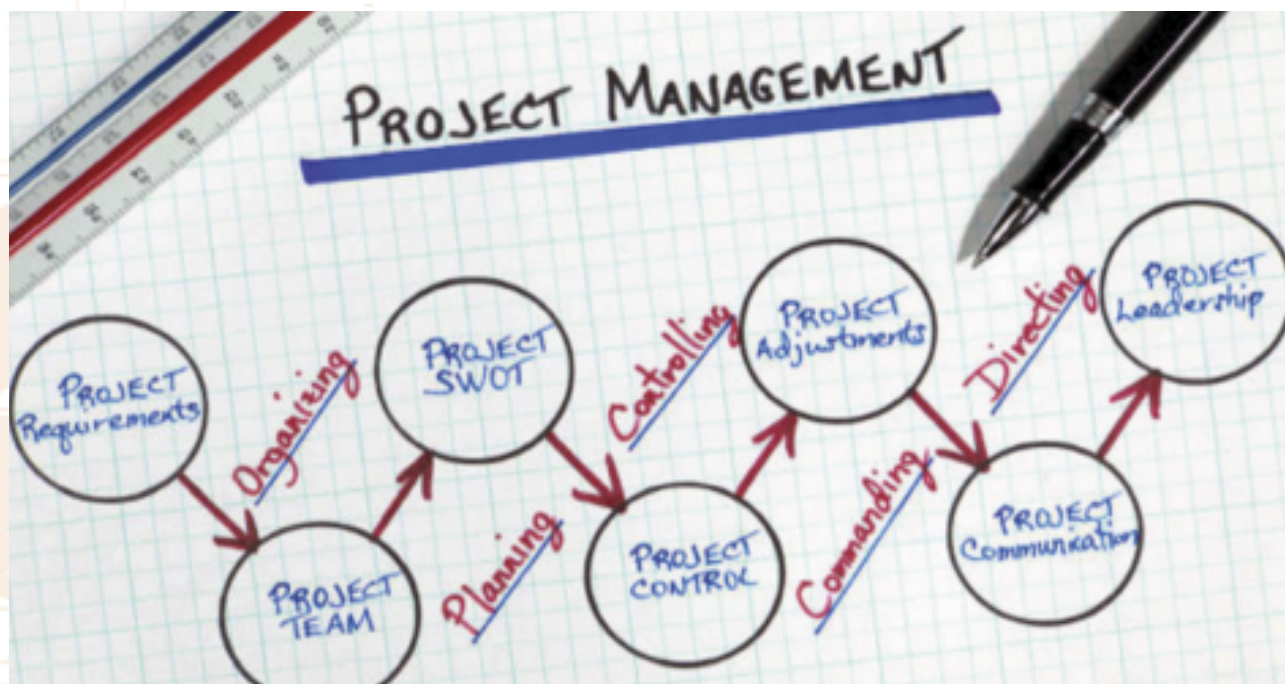 PROJECT MANAGEMENT
PROJECT
Requirements
Organizing
PROJECT
TEAM
PROJECT
SWOT
Planning
PROJECT
CONTROL
Controlling
PROJECT
Adjustments
Commanding
PROJECT
Communication
Directing
PROJECT
Leadership